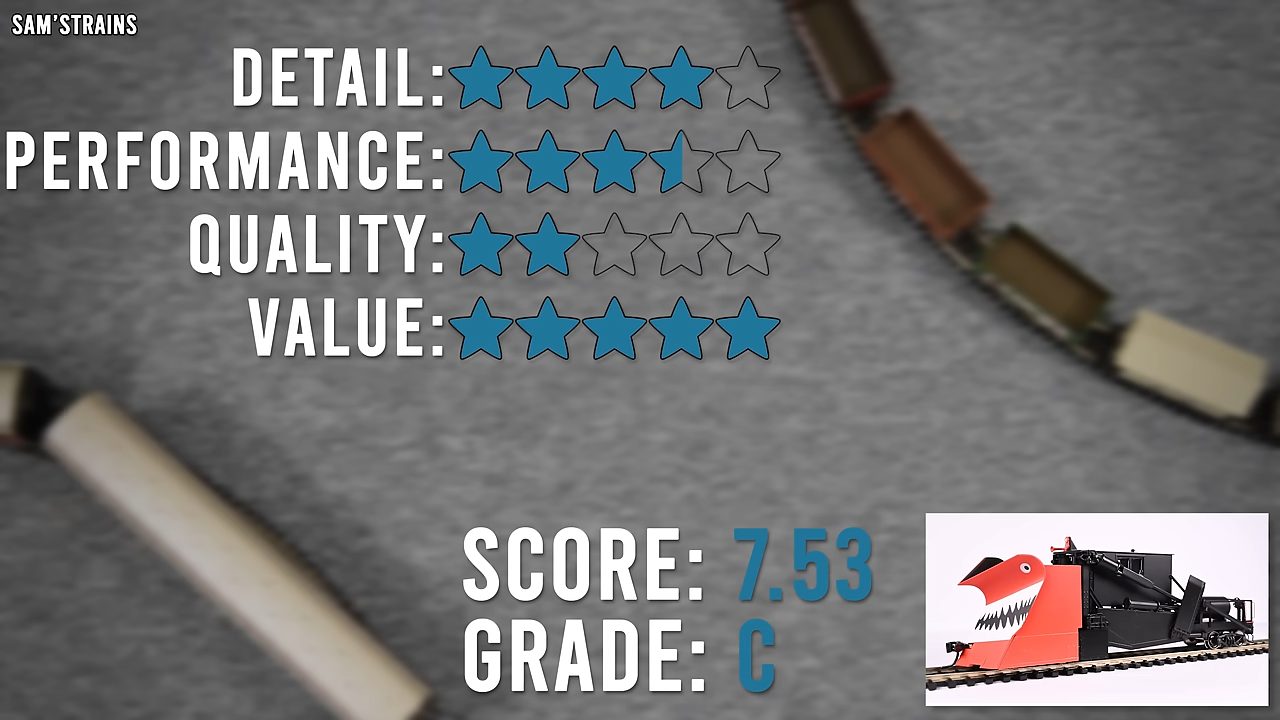 SAM'STRAINS
DETAIL:
PERFORMANCE:
QUALITY:
VALUE:
SCORE: 7.53
GRADE: C